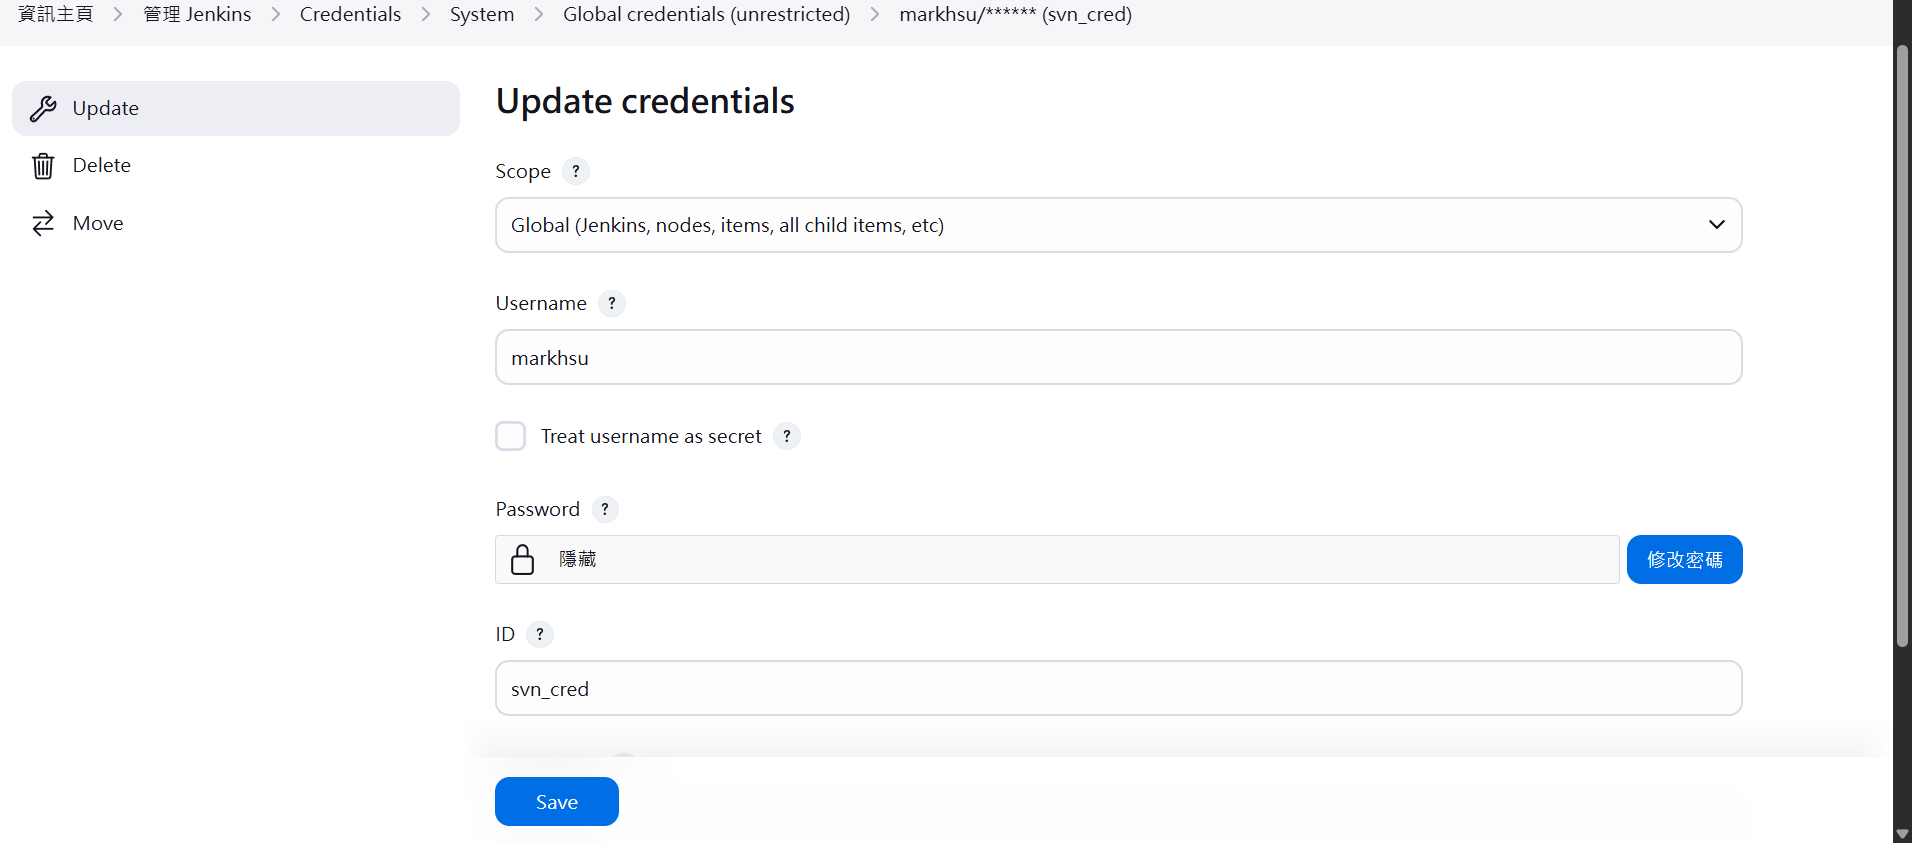 資訊主頁 > 管理 Jenkins > Credentials > System > Global credentials (unrestricted) > markhsu/****** (svn_cred)
Update
Delete
Move
Update credentials
Scope ?
Global (Jenkins, nodes, items, all child items, etc)
Username ?
markhsu
Treat username as secret ?
Password ?
隱藏
修改密碼
ID ?
svn_cred
Save